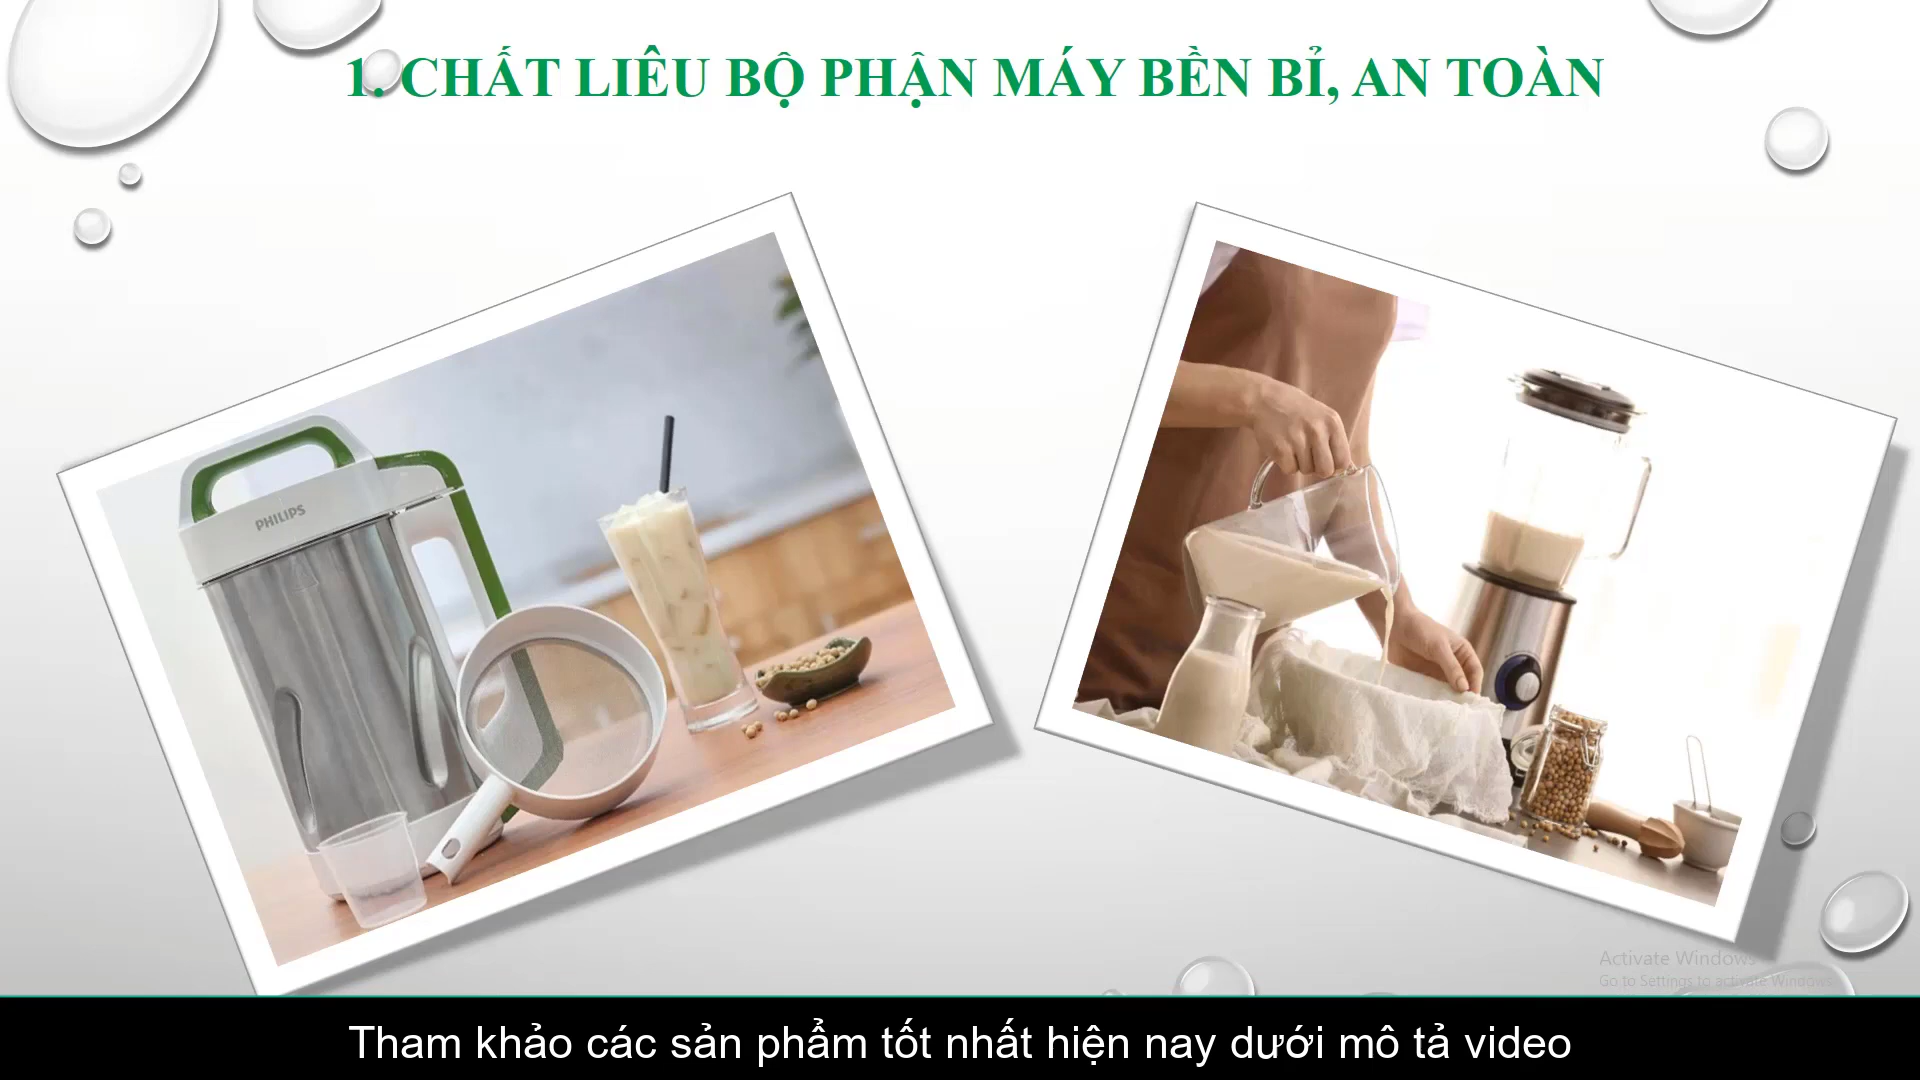 1. CHẤT LIÊU BỘ PHẬN MÁY BỀN BỈ, AN TOÀN
PHILIPS
Activate Windows
Go to Settings to activate Windows.
Tham khảo các sản phẩm tốt nhất hiện nay dưới mô tả video